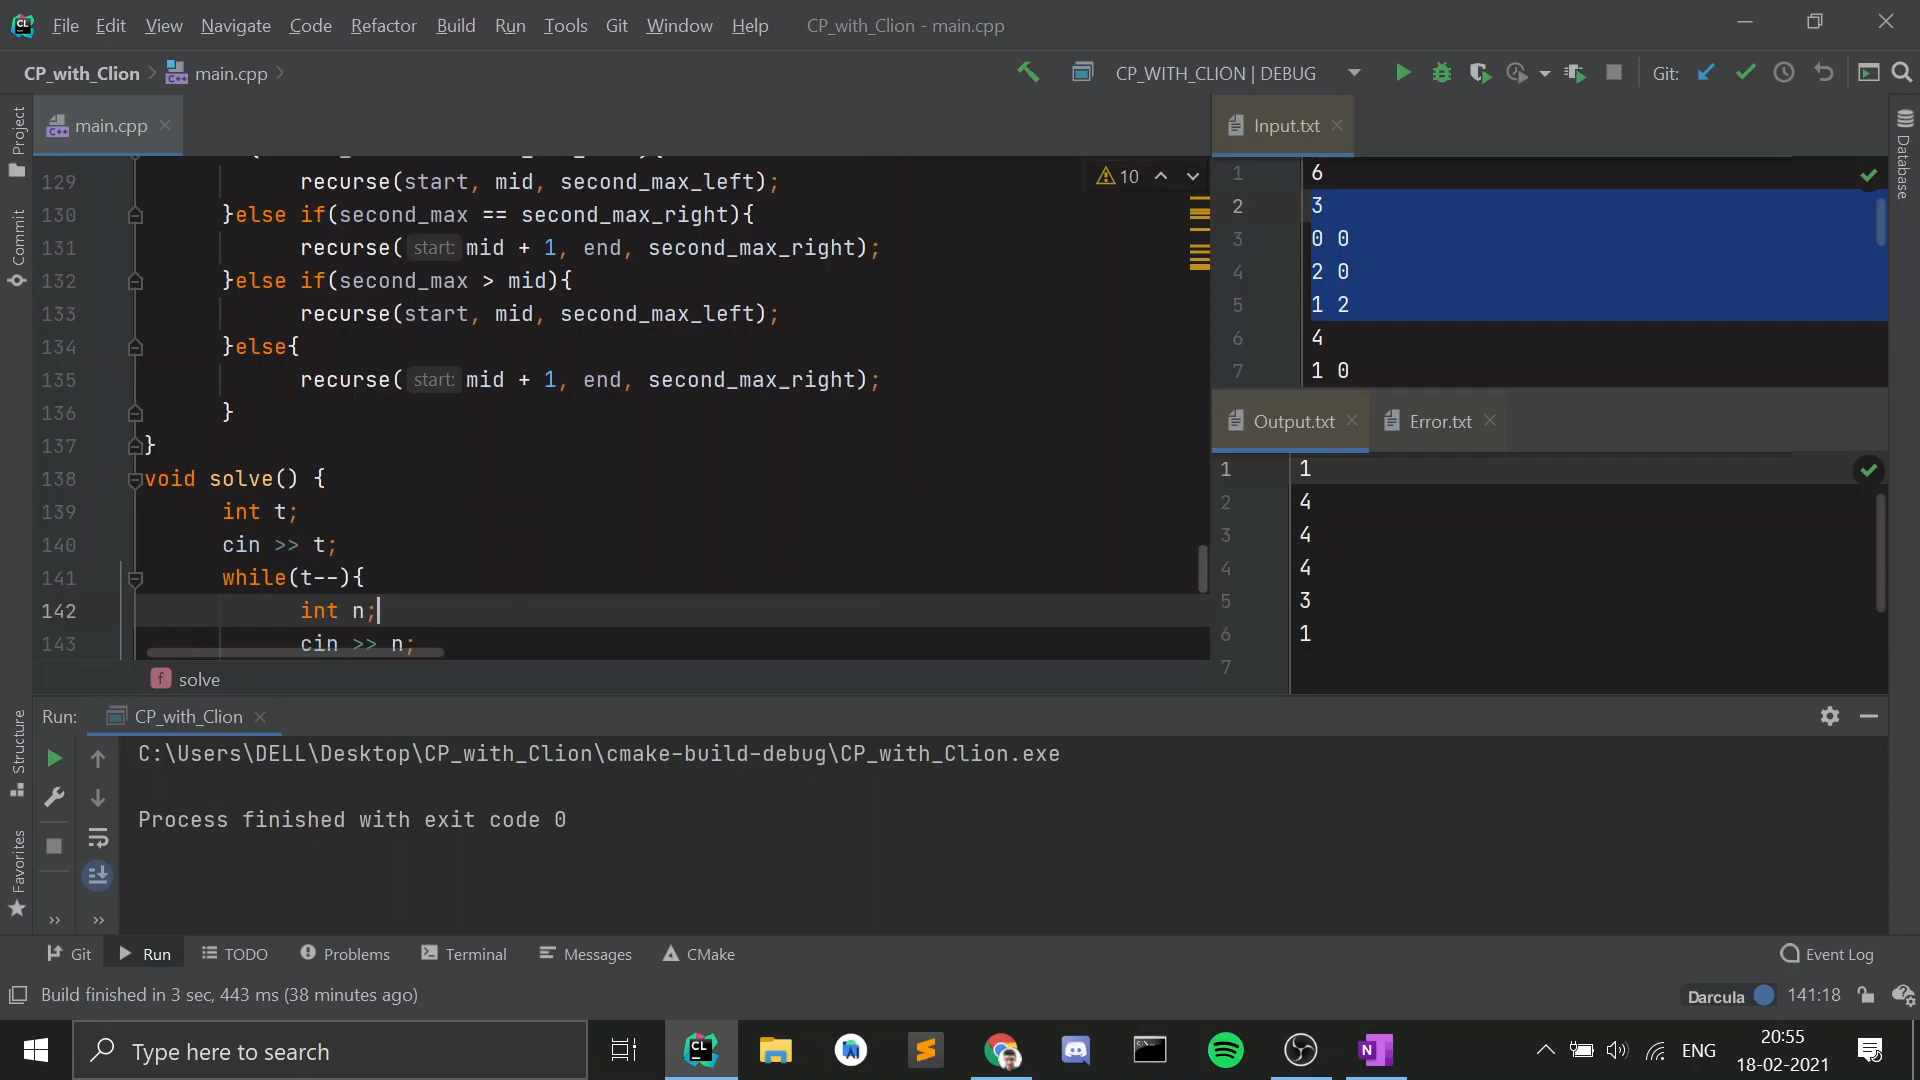 File Edit View Navigate Code Refactor Build Run Tools Git Window Help CP_with_Clion - main.cpp
CP_with_Clion main.cpp CP_WITH_CLION | DEBUG Git:
Project
Commit
Structure
Favorites
Database
main.cpp
10
129 recurse(start, mid, second_max_left);
130 }else if(second_max == second_max_right){
131 recurse( start: mid + 1, end, second_max_right);
132 }else if(second_max > mid){
133 recurse(start, mid, second_max_left);
134 }else{
135 recurse( start: mid + 1, end, second_max_right);
136 }
137 }
138 void solve() {
139 int t;
140 cin >> t;
141 while(t--){
142 int n;
143 cin >> n;
solve
Input.txt
1 6
2 3
3 0 0
4 2 0
5 1 2
6 4
7 1 0
Output.txt Error.txt
1 1
2 4
3 4
4 4
5 3
6 1
7
Run: CP_with_Clion
C:\Users\DELL\Desktop\CP_with_Clion\cmake-build-debug\CP_with_Clion.exe
Process finished with exit code 0
Git Run TODO Problems Terminal Messages CMake Event Log
Build finished in 3 sec, 443 ms (38 minutes ago) Darcula 141:18
Type here to search
ENG
20:55
18-02-2021